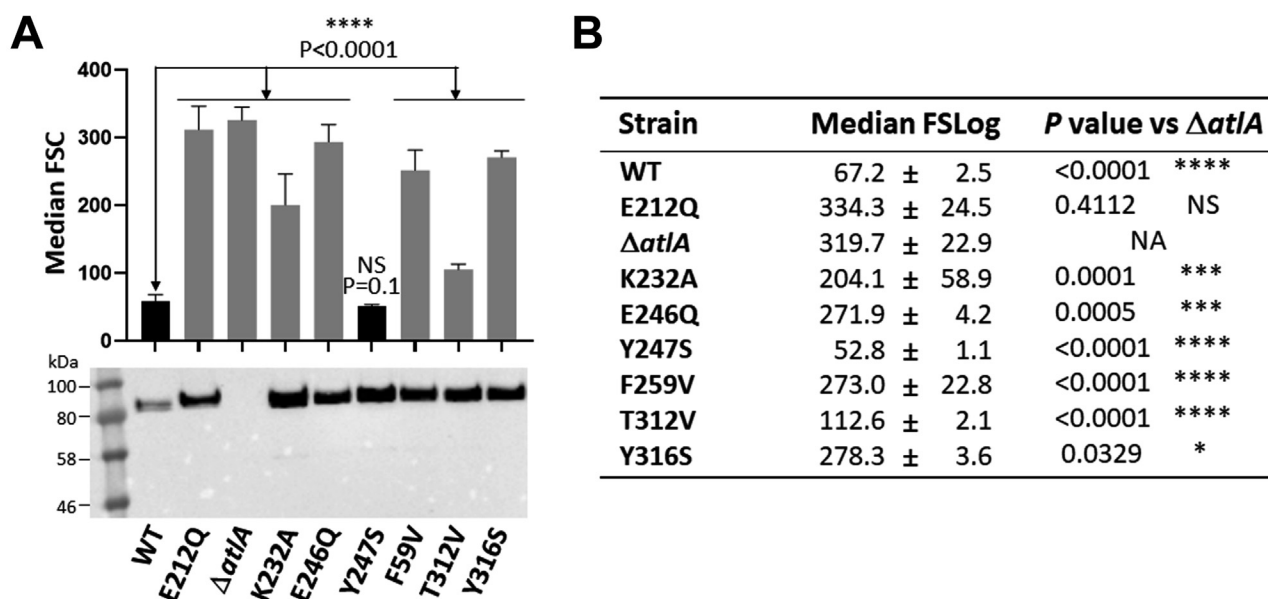 A
****
P<0.0001
Median FSC
400
300
200
100
0
NS
P=0.1
kDa
100
80
58
46
WT
E212Q
ΔatlA
K232A
E246Q
Y247S
F59V
T312V
Y316S
B
Strain Median FSLog P value vs ΔatlA
WT 67.2 ± 2.5 <0.0001 ****
E212Q 334.3 ± 24.5 0.4112 NS
ΔatlA 319.7 ± 22.9 NA
K232A 204.1 ± 58.9 0.0001 ***
E246Q 271.9 ± 4.2 0.0005 ***
Y247S 52.8 ± 1.1 <0.0001 ****
F259V 273.0 ± 22.8 <0.0001 ****
T312V 112.6 ± 2.1 <0.0001 ****
Y316S 278.3 ± 3.6 0.0329 *